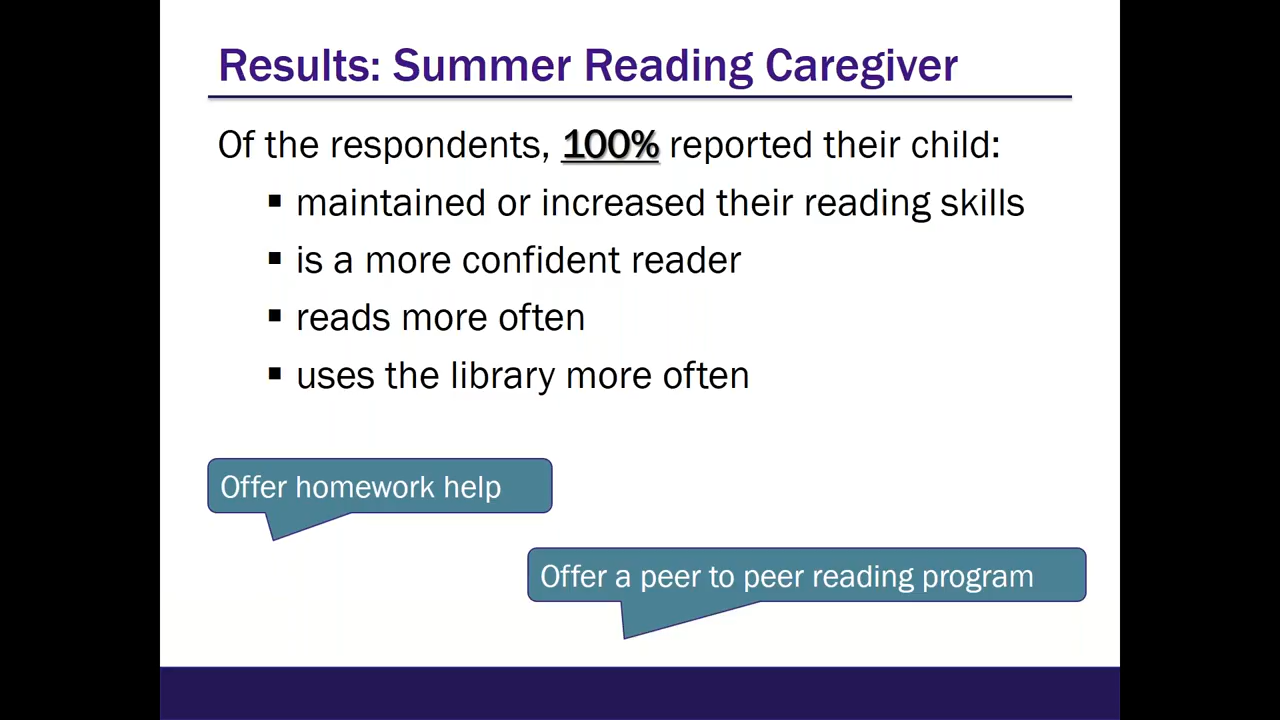 Results: Summer Reading Caregiver
Of the respondents, 100% reported their child:
▪ maintained or increased their reading skills
▪ is a more confident reader
▪ reads more often
▪ uses the library more often
Offer homework help
Offer a peer to peer reading program